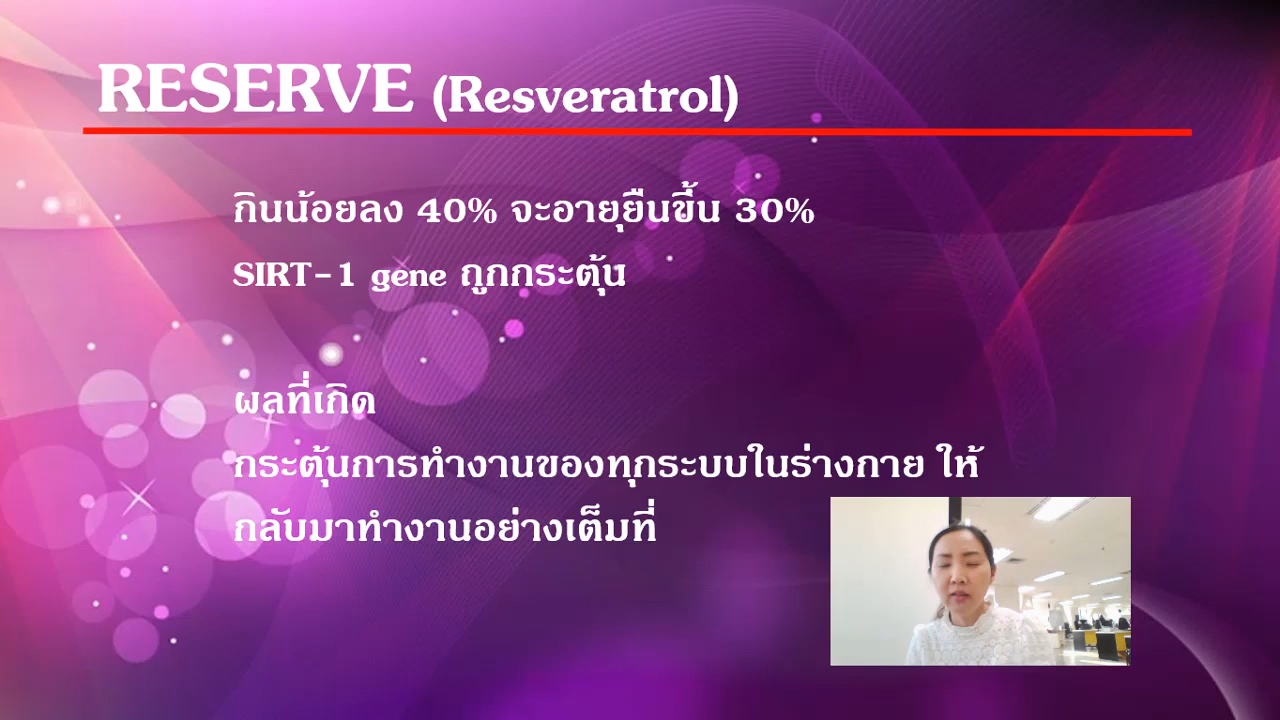 RESERVE (Resveratrol)
กินน้อยลง 40% จะอายุยืนขึ้น 30%
SIRT-1 gene ถูกกระตุ้น
ผลที่เกิด
กระตุ้นการทำงานของทุกระบบในร่างกาย ให้
กลับมาทำงานอย่างเต็มที่